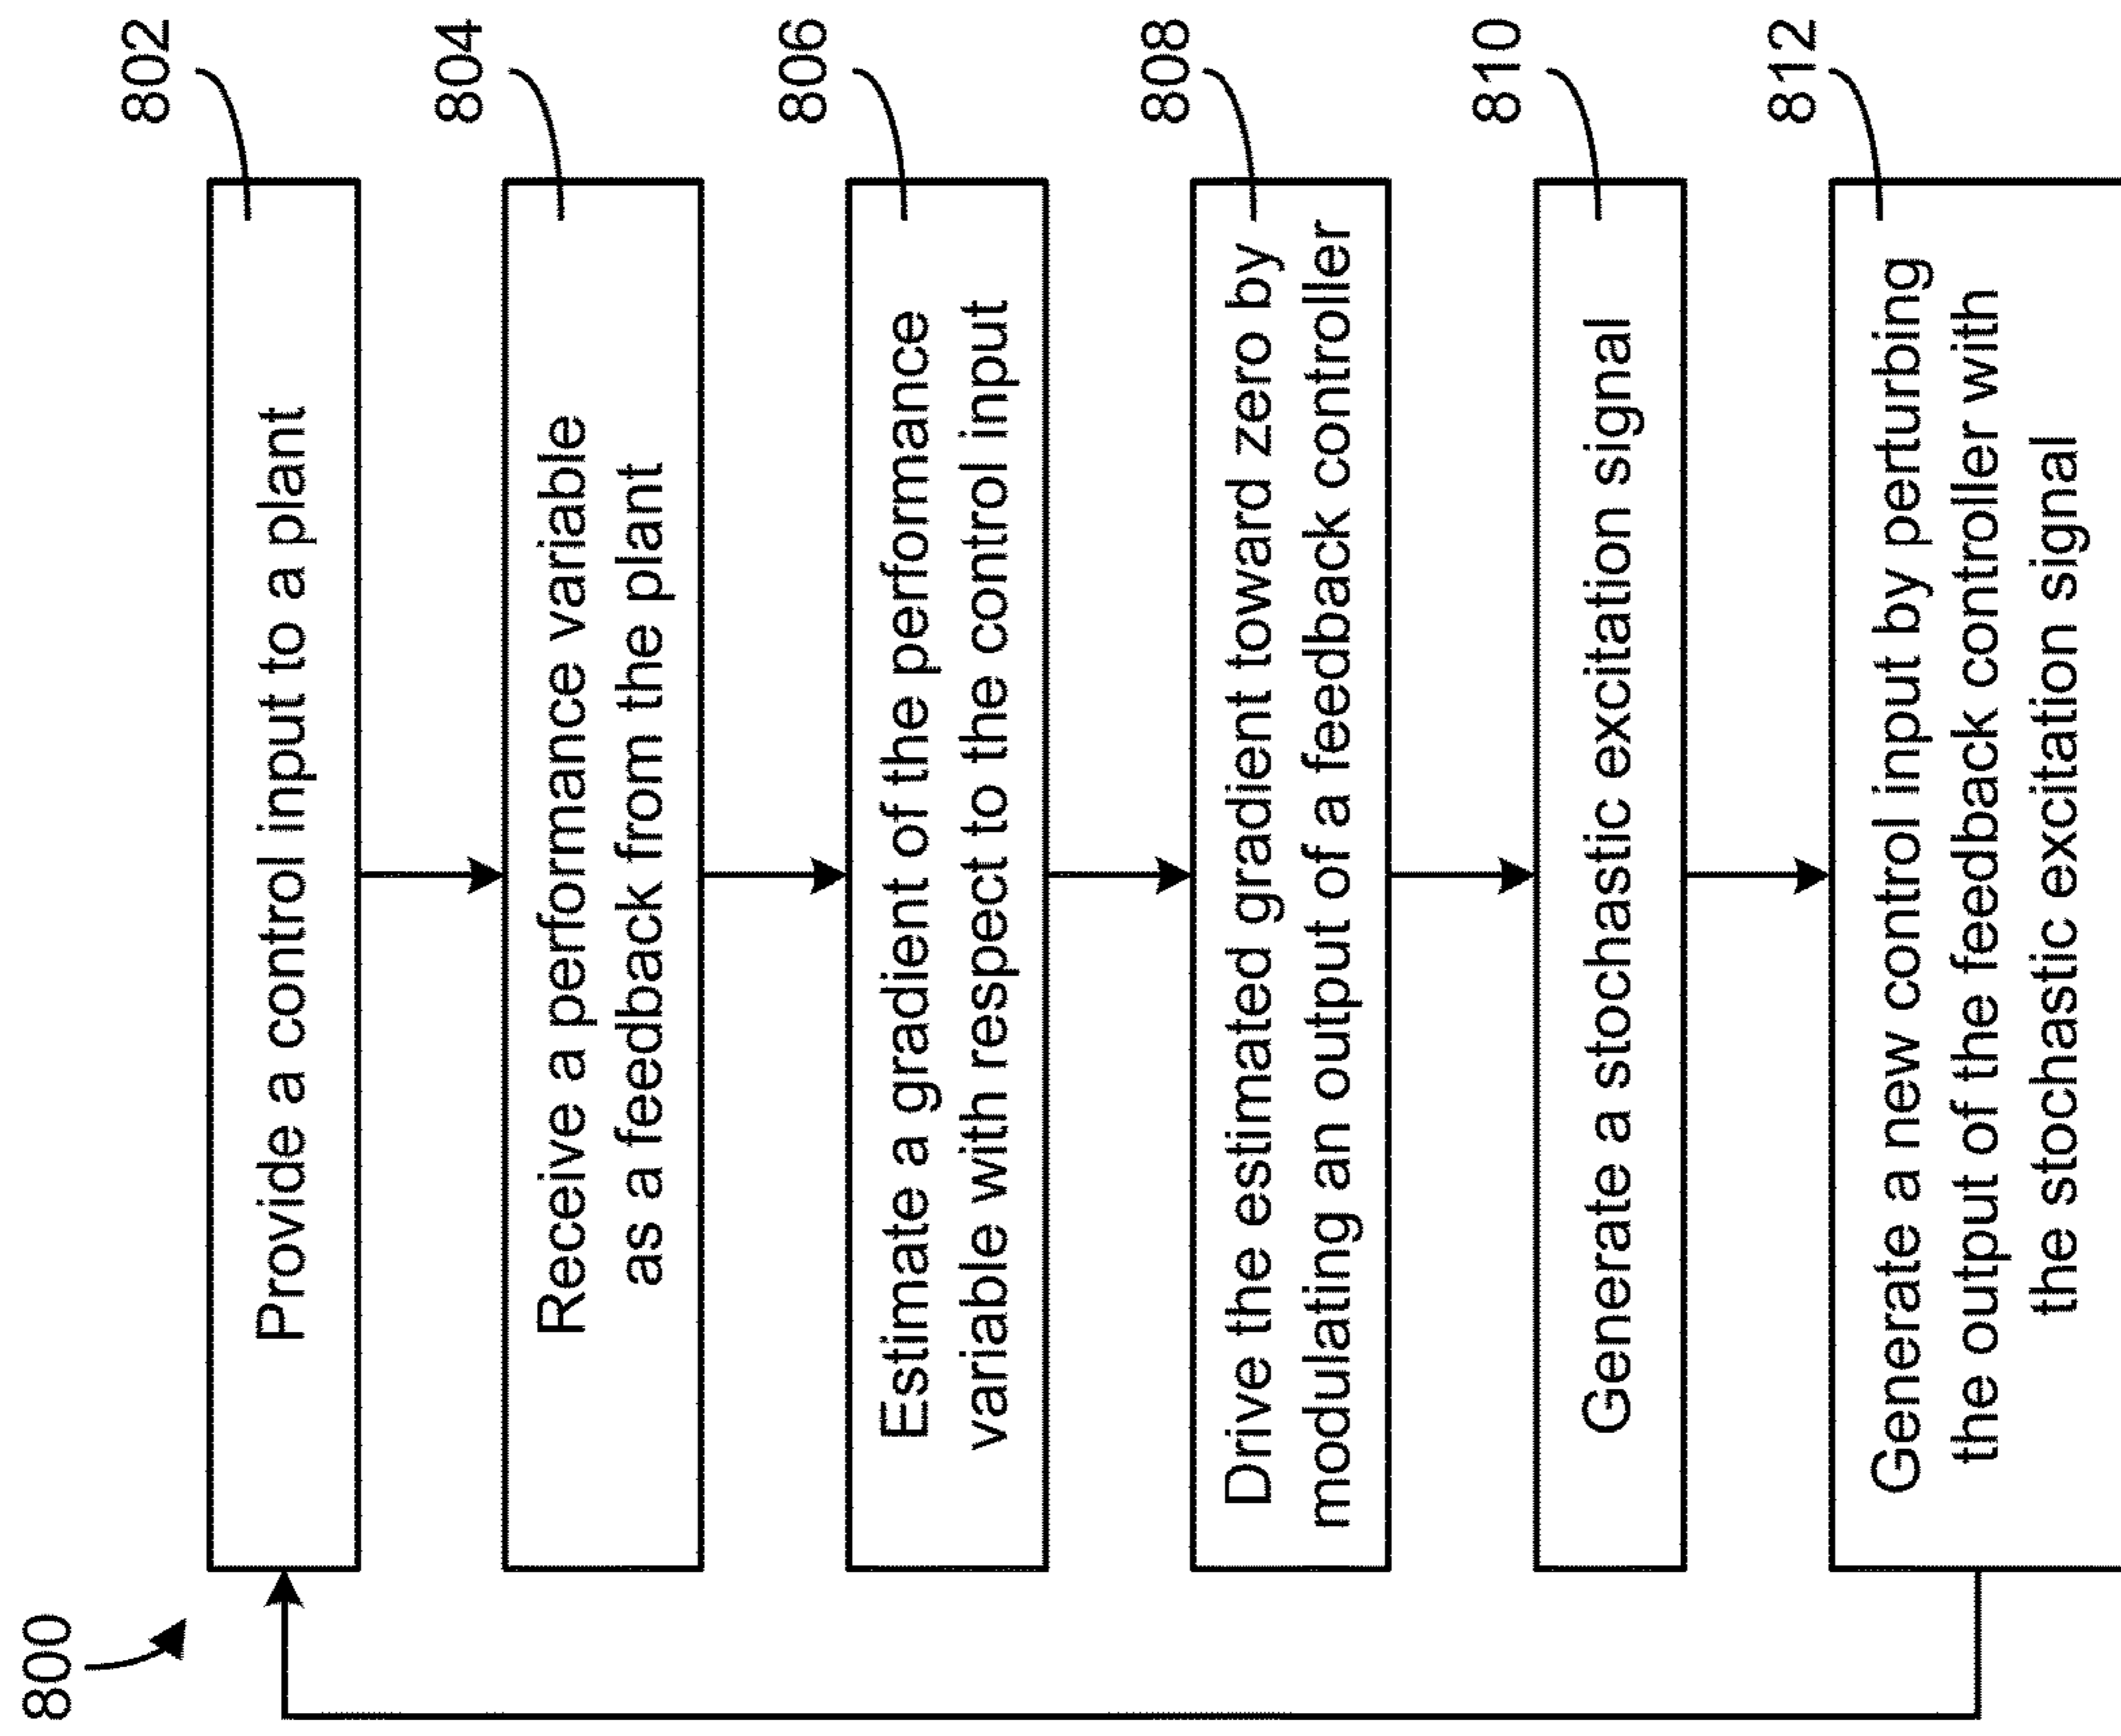 800
802
Provide a control input to a plant
804
Receive a performance variable
as a feedback from the plant
806
Estimate a gradient of the performance
variable with respect to the control input
808
Drive the estimated gradient toward zero by
modulating an output of a feedback controller
810
Generate a stochastic excitation signal
812
Generate a new control input by perturbing
the output of the feedback controller with
the stochastic excitation signal